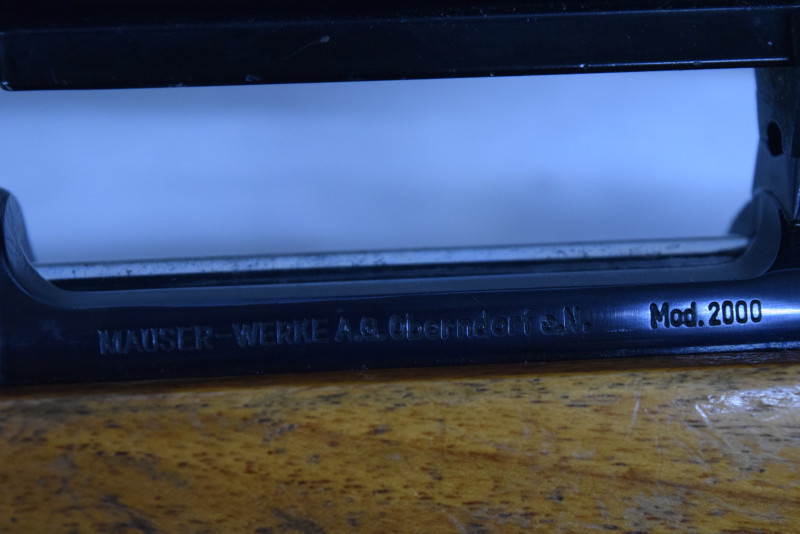 MAUSER-WERKE A.G. Oberndorf a.N. Mod. 2000